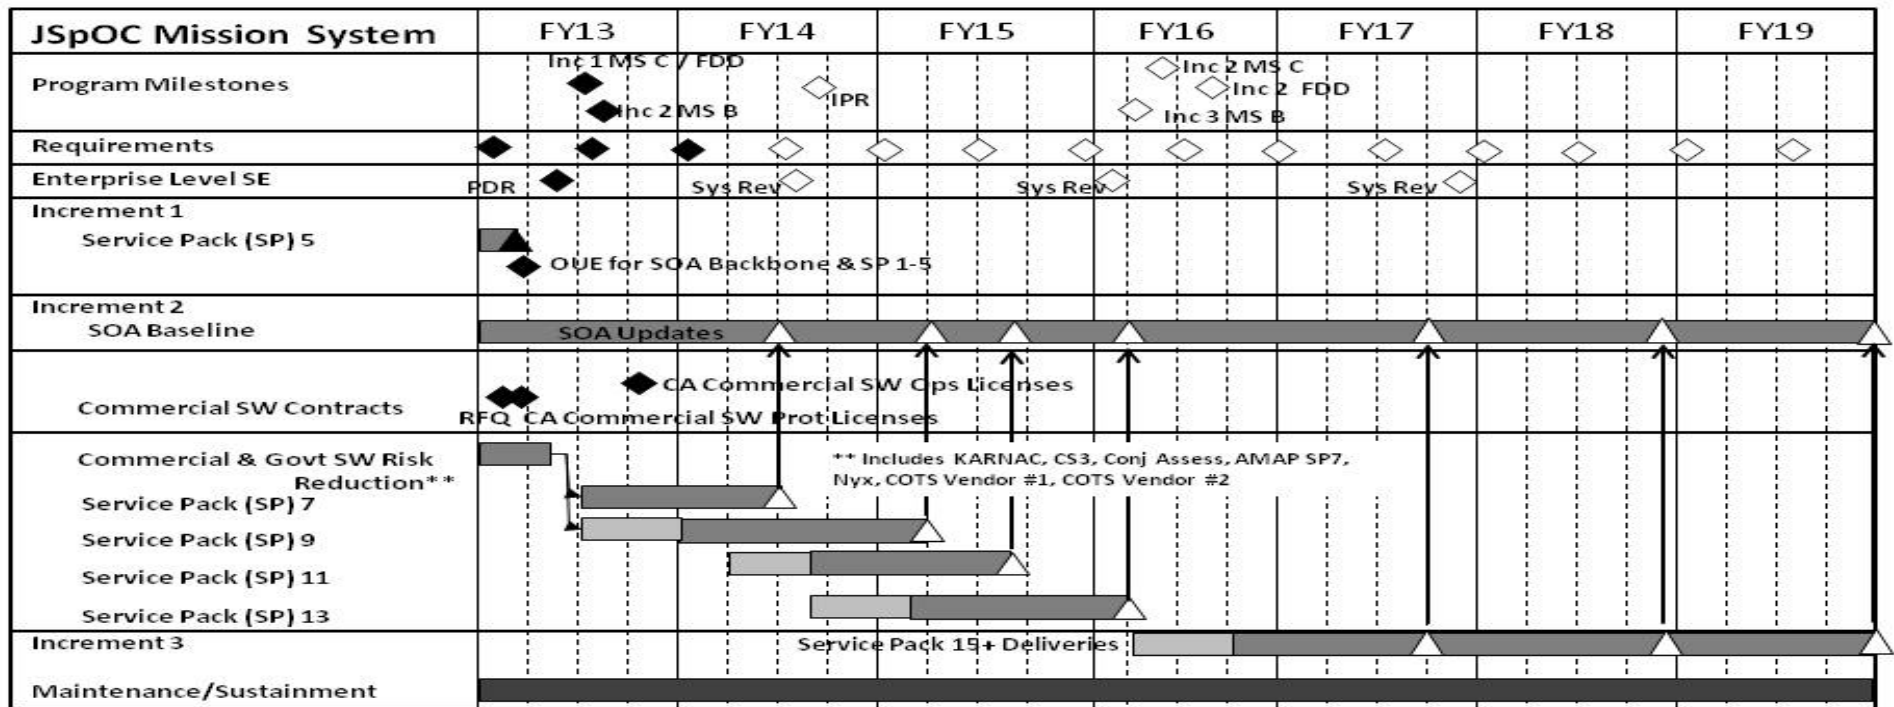 JSpOC Mission System FY13 FY14 FY15 FY16 FY17 FY18 FY19
Inc 1 MS C / FDD
Inc 2 MS C
Program Milestones
Inc 2 FDD
IPR
Inc 2 MS B
Inc 3 MS B
Requirements
Enterprise Level SE
PDR Sys Rev Sys Rev Sys Rev
Increment 1
Service Pack (SP) 5
OUE for SOA Backbone & SP 1-5
Increment 2
SOA Baseline SOA Updates
CA Commercial SW Ops Licenses
Commercial SW Contracts
RFQ CA Commercial SW Prot Licenses
Commercial & Govt SW Risk
Reduction**
** Includes KARNAC, CS3, Conj Assess, AMAP SP7,
Nyx, COTS Vendor #1, COTS Vendor #2
Service Pack (SP) 7
Service Pack (SP) 9
Service Pack (SP) 11
Service Pack (SP) 13
Increment 3 Service Pack 15+ Deliveries
Maintenance/Sustainment